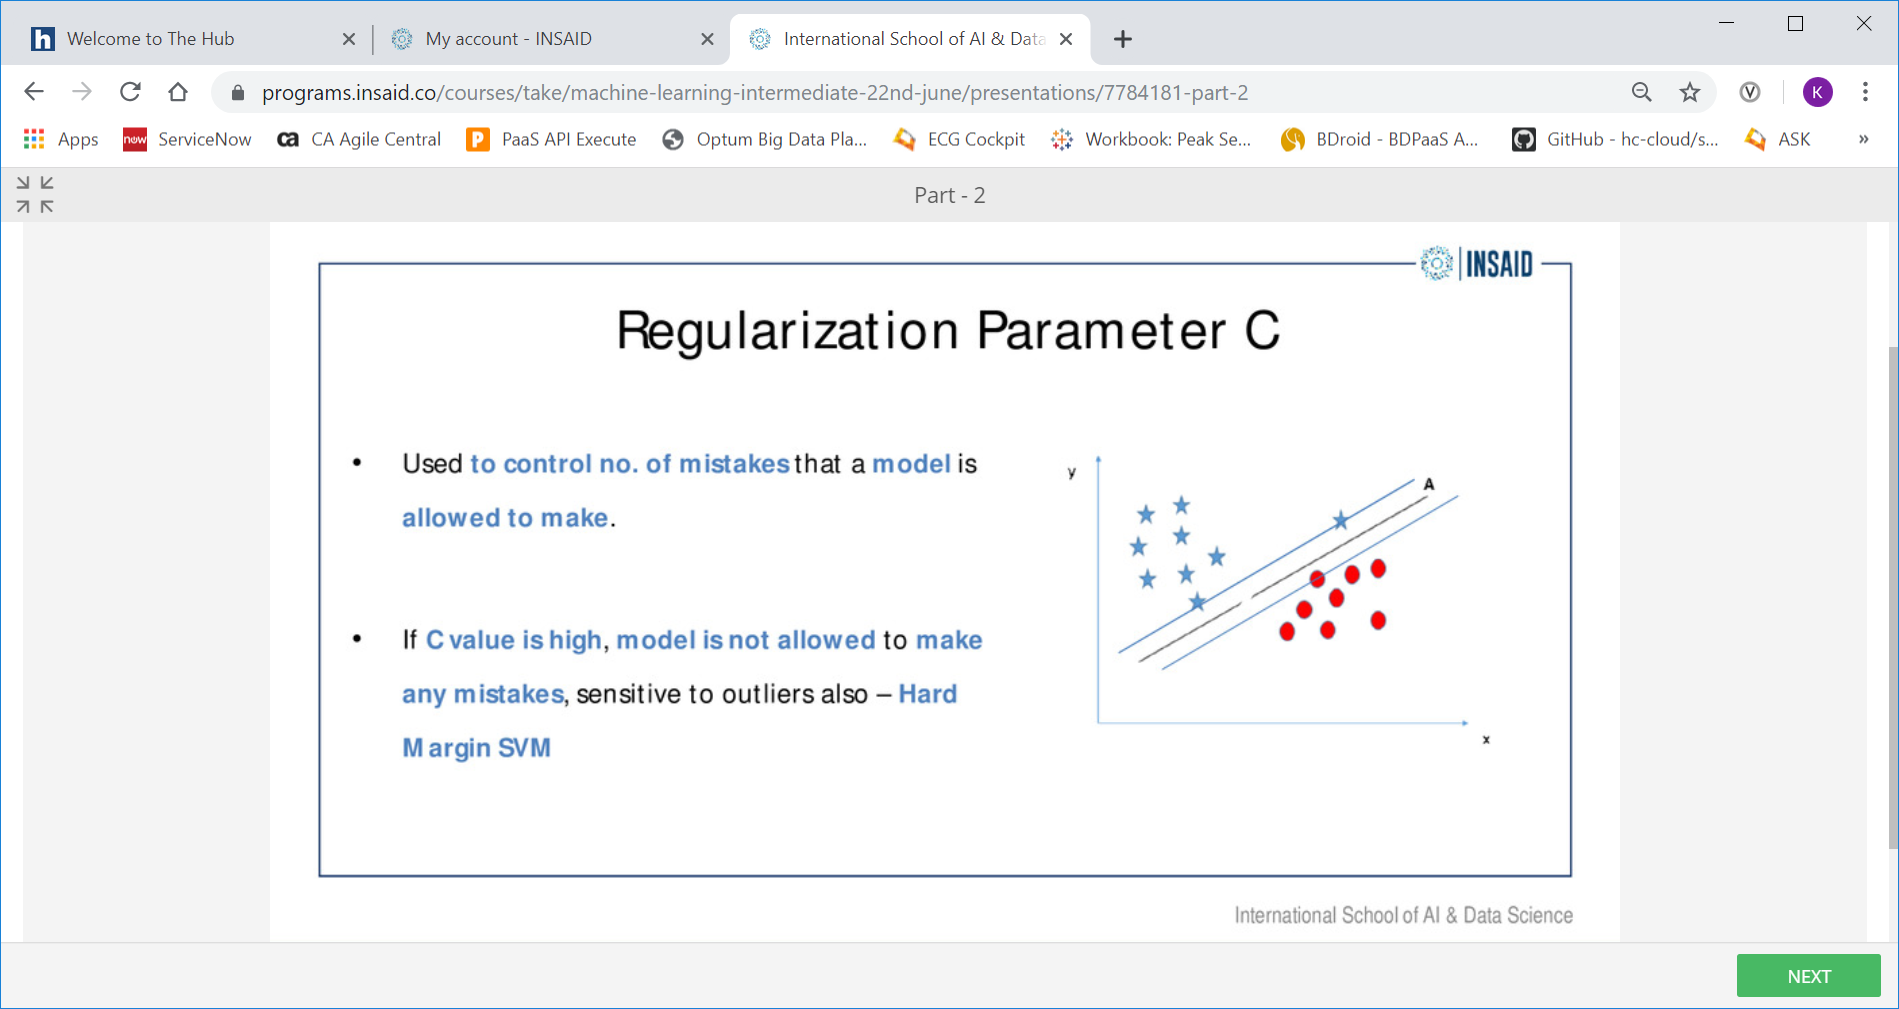 Welcome to The Hub
My account - INSAID
International School of AI & Data
programs.insaid.co/courses/take/machine-learning-intermediate-22nd-june/presentations/7784181-part-2
K
Apps
now ServiceNow
ca CA Agile Central
P PaaS API Execute
Optum Big Data Pla...
ECG Cockpit
Workbook: Peak Se...
BDroid - BDPaaS A...
GitHub - hc-cloud/s...
ASK
»
Part - 2
INSAID
Regularization Parameter C
• Used to control no. of mistakes that a model is
allowed to make.
• If C value is high, model is not allowed to make
any mistakes, sensitive to outliers also – Hard
Margin SVM
y
A
x
International School of AI & Data Science
NEXT